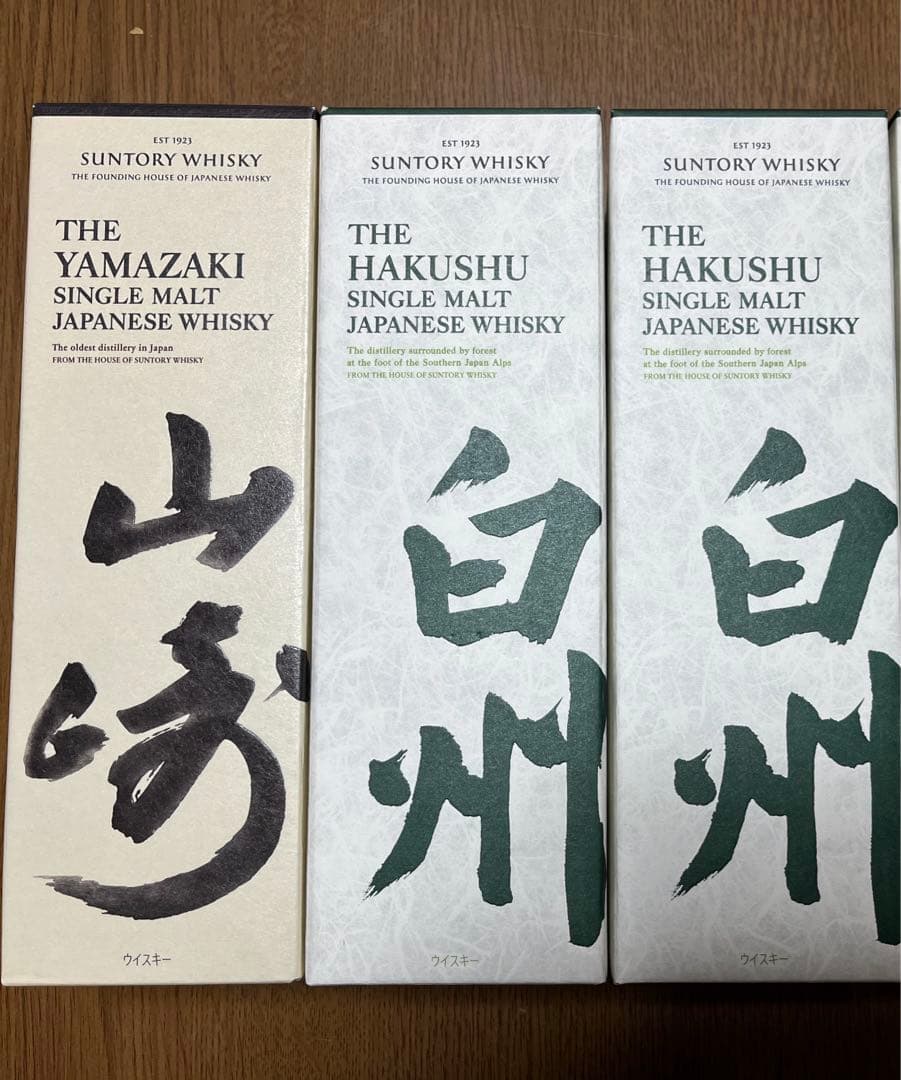 EST 1923
SUNTORY WHISKY
THE FOUNDING HOUSE OF JAPANESE WHISKY
THE
YAMAZAKI
SINGLE MALT
JAPANESE WHISKY
The oldest distillery in Japan
FROM THE HOUSE OF SUNTORY WHISKY
山
崎
ウイスキー
EST 1923
SUNTORY WHISKY
THE FOUNDING HOUSE OF JAPANESE WHISKY
THE
HAKUSHU
SINGLE MALT
JAPANESE WHISKY
The distillery surrounded by forest
at the foot of the Southern Japan Alps
FROM THE HOUSE OF SUNTORY WHISKY
白
州
ウイスキー
EST 1923
SUNTORY WHISKY
THE FOUNDING HOUSE OF JAPANESE WHISKY
THE
HAKUSHU
SINGLE MALT
JAPANESE WHISKY
The distillery surrounded by forest
at the foot of the Southern Japan Alps
FROM THE HOUSE OF SUNTORY WHISKY
白
州
ウイスキー